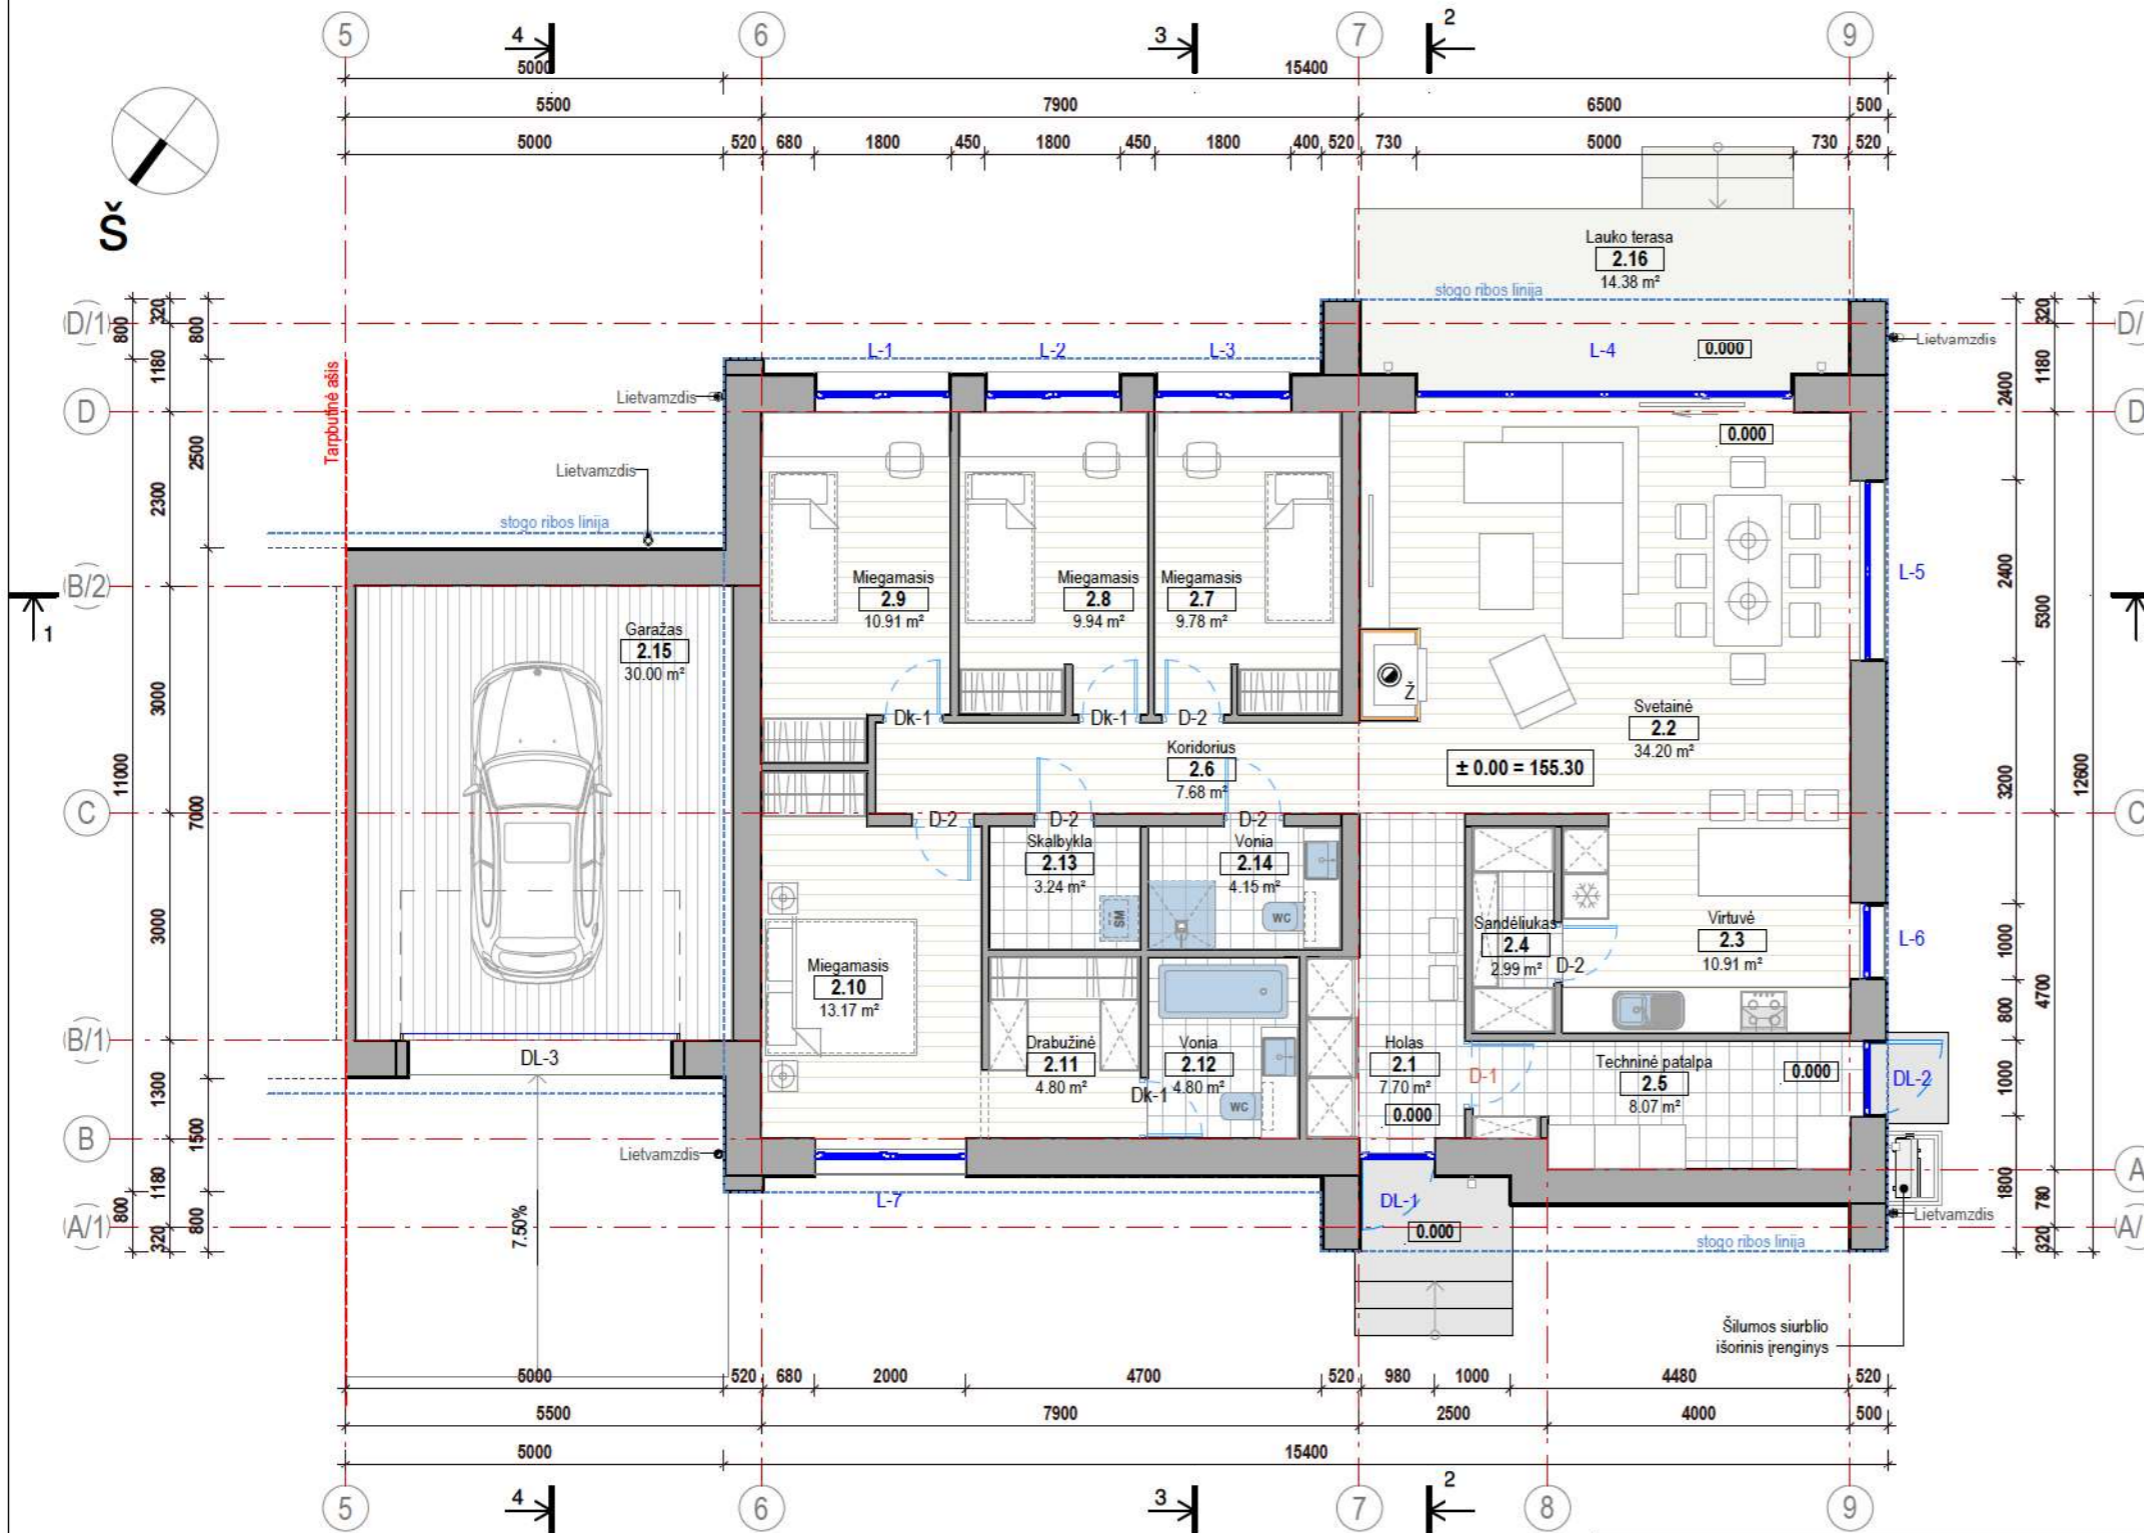 5
4
6
3
7
2
9
5000
15400
5500
7900
6500
500
5000
520
680
1800
450
1800
450
1800
400
520
730
5000
730
520
Š
Lauko terasa
2.16
14.38 m²
stogo ribos linija
D/1
800
320
800
320
D/
Lietvamzdis
L-1
L-2
L-3
L-4
0.000
1180
1180
2400
Lietvamzdis
D
Tarpbutinė ašis
0.000
D
2500
2300
Lietvamzdis
stogo ribos linija
L-5
2400
5300
B/2
1
Miegamasis
2.9
10.91 m²
Miegamasis
2.8
9.94 m²
Miegamasis
2.7
9.78 m²
Garažas
2.15
30.00 m²
3000
Ž
Svetainė
2.2
34.20 m²
Dk-1
Dk-1
D-2
Koridorius
2.6
7.68 m²
± 0.00 = 155.30
11000
3200
12600
C
7000
D-2
D-2
D-2
C
Skalbykla
2.13
3.24 m²
Vonia
2.14
4.15 m²
SM
WC
3000
Sandėliukas
2.4
2.99 m²
D-2
Virtuvė
2.3
10.91 m²
L-6
1000
4700
Miegamasis
2.10
13.17 m²
800
B/1
DL-3
Drabužinė
2.11
4.80 m²
Vonia
2.12
4.80 m²
Dk-1
WC
Holas
2.1
7.70 m²
0.000
D-1
Techninė patalpa
2.5
8.07 m²
0.000
DL-2
1000
1300
B
1500
Lietvamzdis
A
1180
800
L-7
DL-1
0.000
1800
780
Lietvamzdis
A/1
320
800
7.50%
stogo ribos linija
320
A/
Šilumos siurblio
išorinis įrenginys
5000
520
680
2000
4700
520
980
1000
4480
520
5500
7900
2500
4000
500
5000
15400
5
4
6
3
7
2
8
9